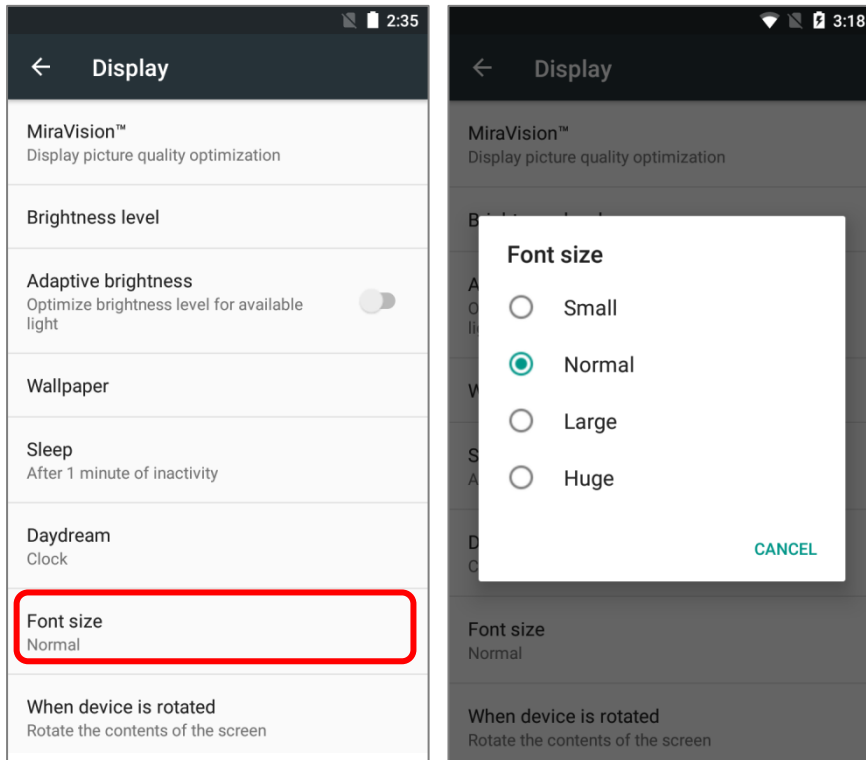 2:35
Display
MiraVision™
Display picture quality optimization
Brightness level
Adaptive brightness
Optimize brightness level for available
light
Wallpaper
Sleep
After 1 minute of inactivity
Daydream
Clock
Font size
Normal
When device is rotated
Rotate the contents of the screen
3:18
Display
MiraVision™
Display picture quality optimization
Font size
Small
Normal
Large
Huge
CANCEL
Font size
Normal
When device is rotated
Rotate the contents of the screen